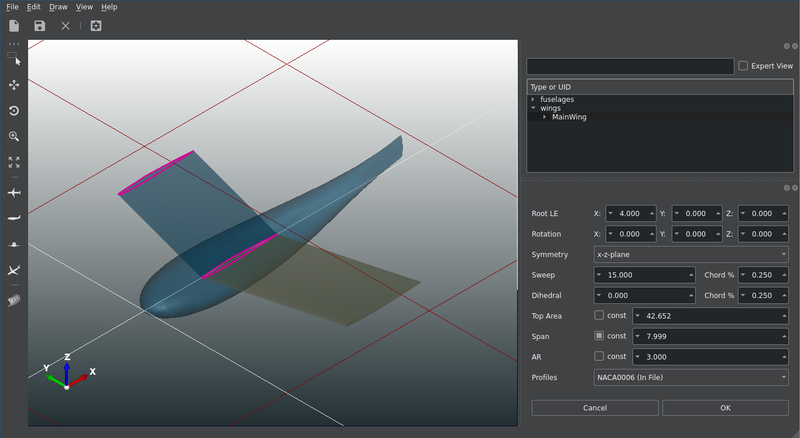 File Edit Draw View Help
Expert View
Type or UID
fuselages
wings
MainWing
Root LE X: 4.000 Y: 0.000 Z: 0.000
Rotation X: 0.000 Y: 0.000 Z: 0.000
Symmetry x-z-plane
Sweep 15.000 Chord % 0.250
Dihedral 0.000 Chord % 0.250
Top Area const 42.652
Span const 7.999
AR const 3.000
Profiles NACA0006 (In File)
Cancel OK
Z
Y X